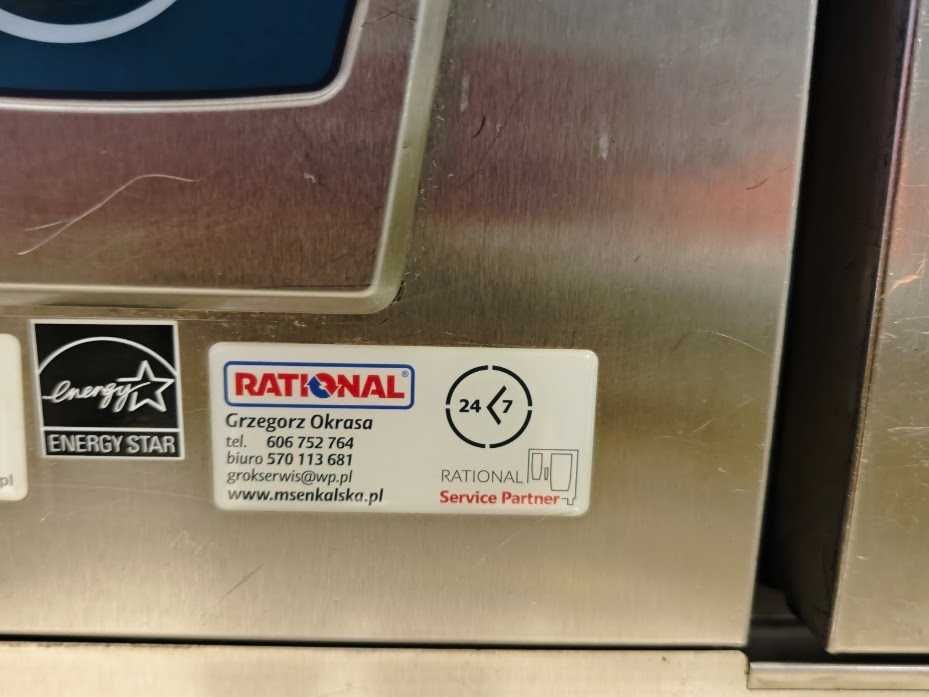 energy
ENERGY STAR
pl
RATIONAL®
Grzegorz Okrasa
tel. 606 752 764
biuro 570 113 681
grokserwis@wp.pl
www.msenkalska.pl
24 7
RATIONAL
Service Partner